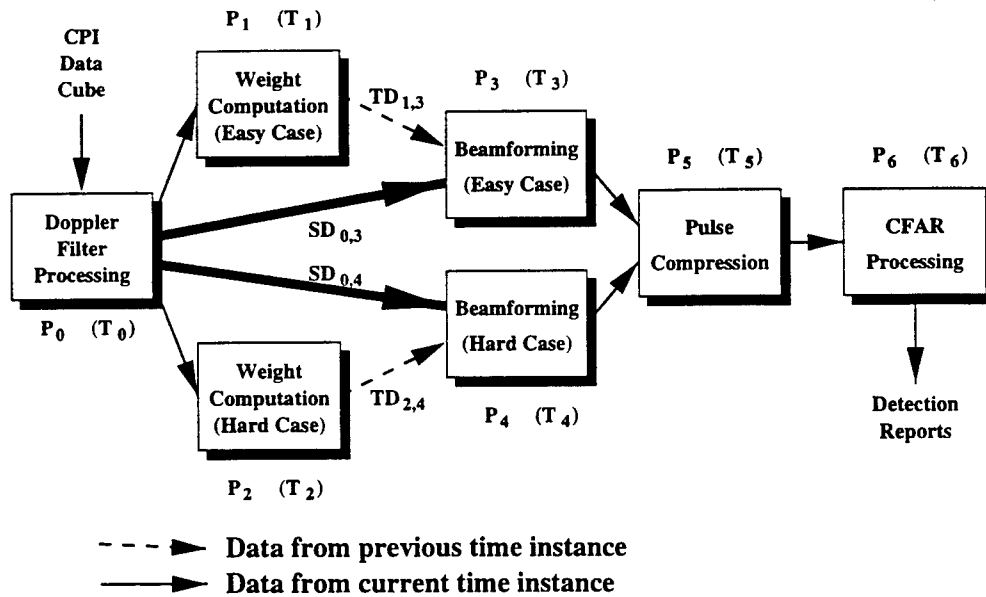 CPI
Data
Cube
P0 (T0)
Doppler
Filter
Processing
P1 (T1)
Weight
Computation
(Easy Case)
TD1,3
SD0,3
SD0,4
Weight
Computation
(Hard Case)
P2 (T2)
TD2,4
P3 (T3)
Beamforming
(Easy Case)
Beamforming
(Hard Case)
P4 (T4)
P5 (T5)
Pulse
Compression
P6 (T6)
CFAR
Processing
Detection
Reports
Data from previous time instance
Data from current time instance